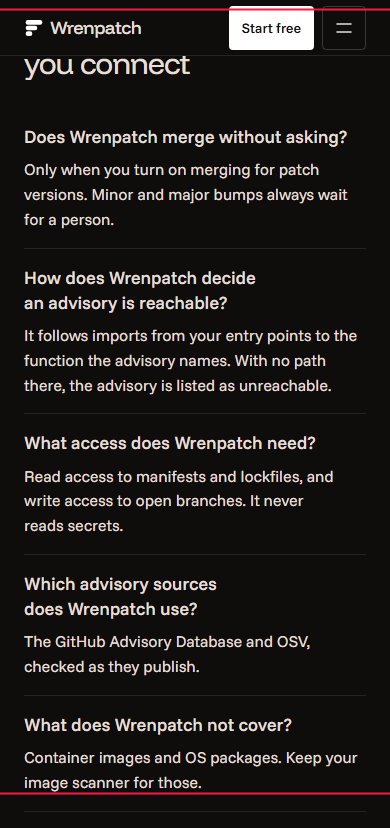 Wrenpatch
Start free
you connect
Does Wrenpatch merge without asking?
Only when you turn on merging for patch
versions. Minor and major bumps always wait
for a person.
How does Wrenpatch decide
an advisory is reachable?
It follows imports from your entry points to the
function the advisory names. With no path
there, the advisory is listed as unreachable.
What access does Wrenpatch need?
Read access to manifests and lockfiles, and
write access to open branches. It never
reads secrets.
Which advisory sources
does Wrenpatch use?
The GitHub Advisory Database and OSV,
checked as they publish.
What does Wrenpatch not cover?
Container images and OS packages. Keep your
image scanner for those.